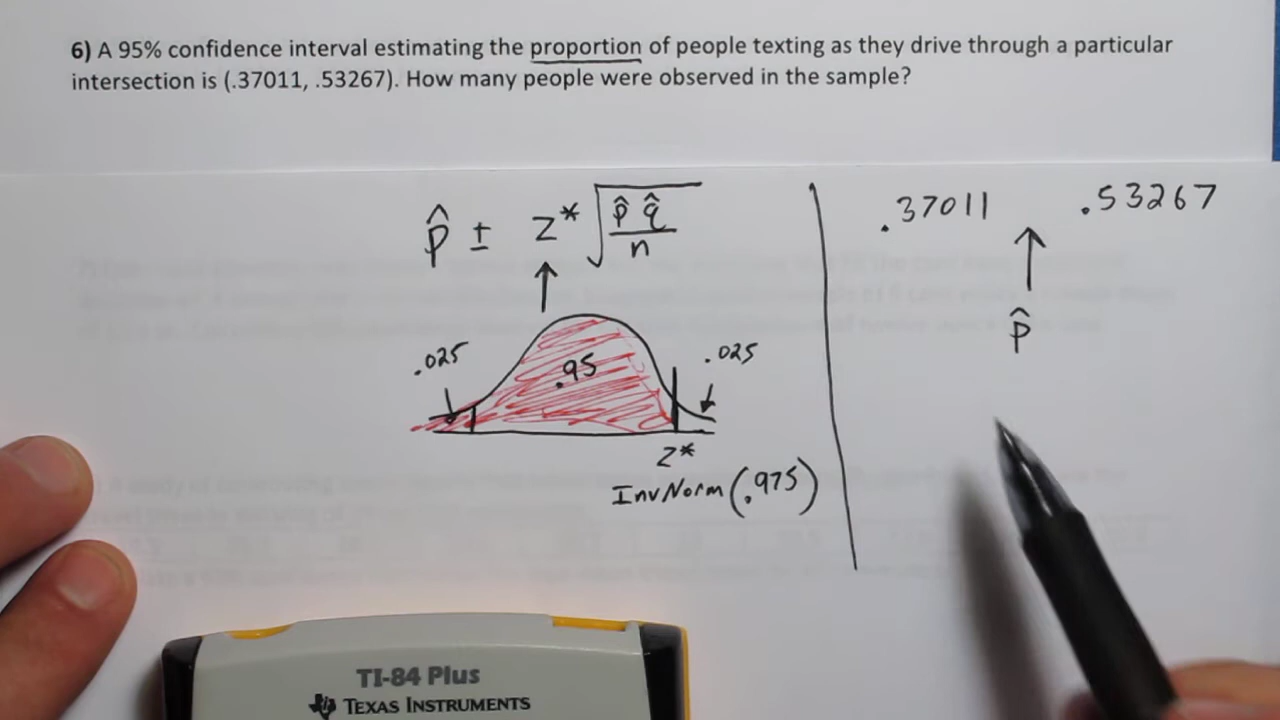 6) A 95% confidence interval estimating the proportion of people texting as they drive through a particular
intersection is (.37011, .53267). How many people were observed in the sample?
p̂ ± z* √(p̂ q̂ / n)
.025 .95 .025
z*
InvNorm(.975)
.37011 .53267
p̂
TI-84 Plus
TEXAS INSTRUMENTS